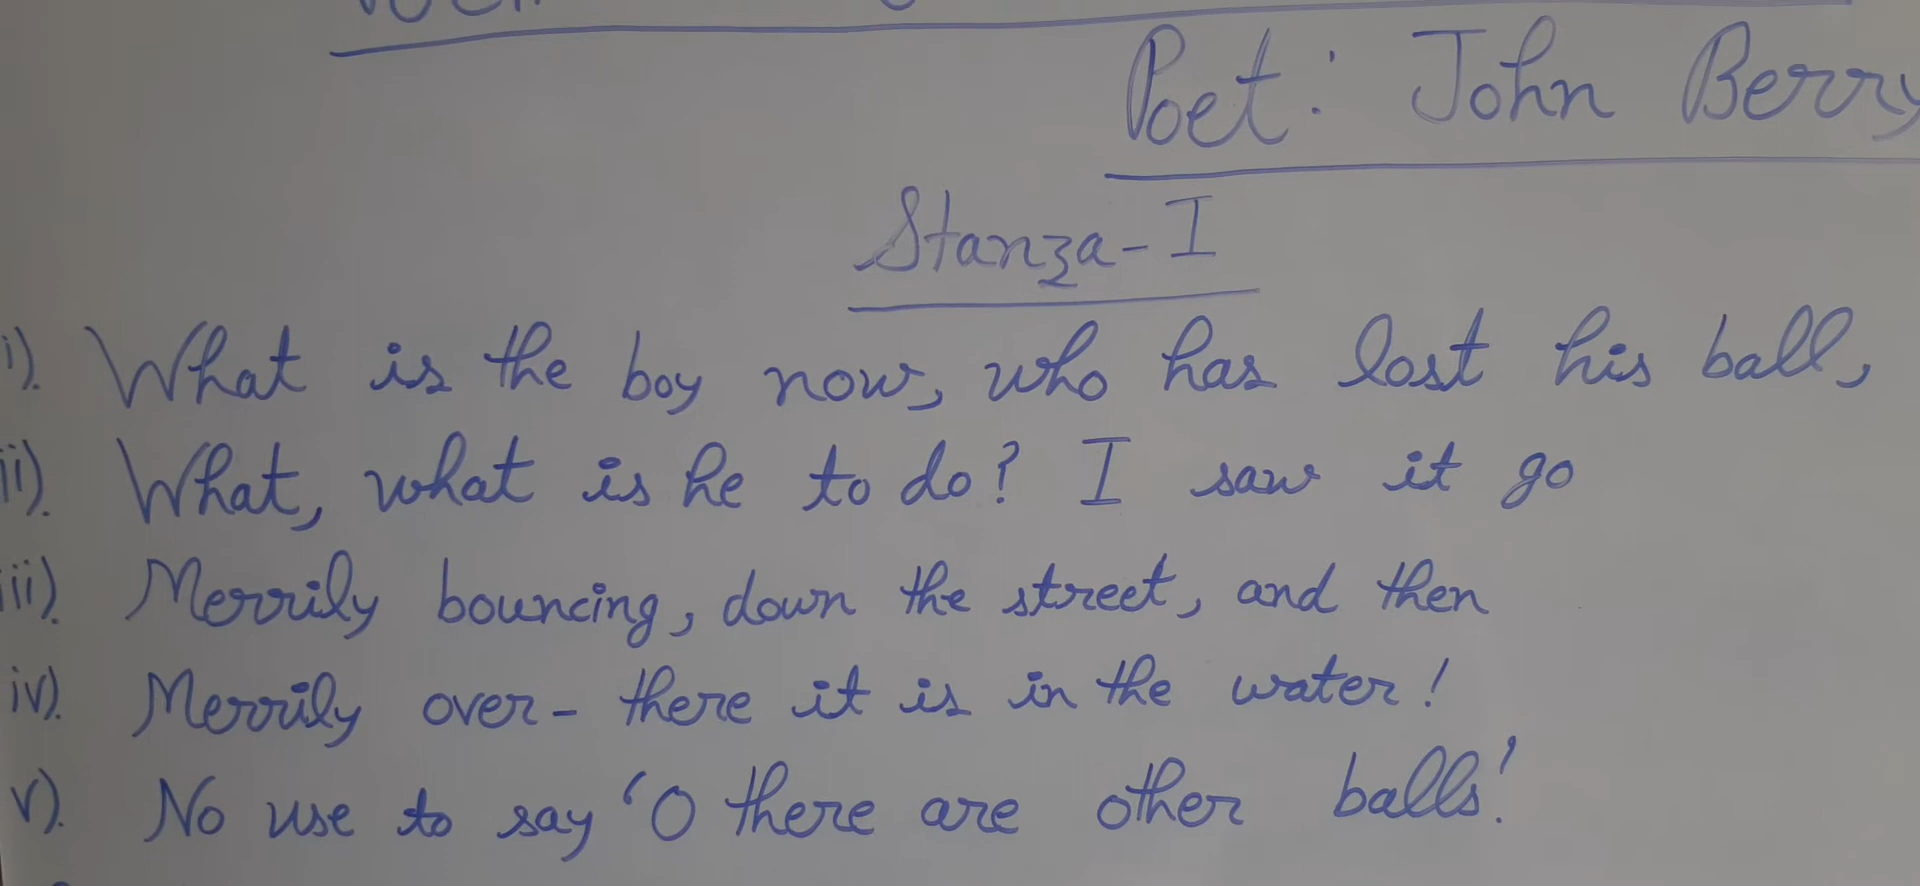 Poet: John Berry
Stanza-I
i). What is the boy now, who has lost his ball,
ii). What, what is he to do? I saw it go
iii). Merrily bouncing, down the street, and then
iv). Merrily over- there it is in the water!
v). No use to say 'O there are other balls'.